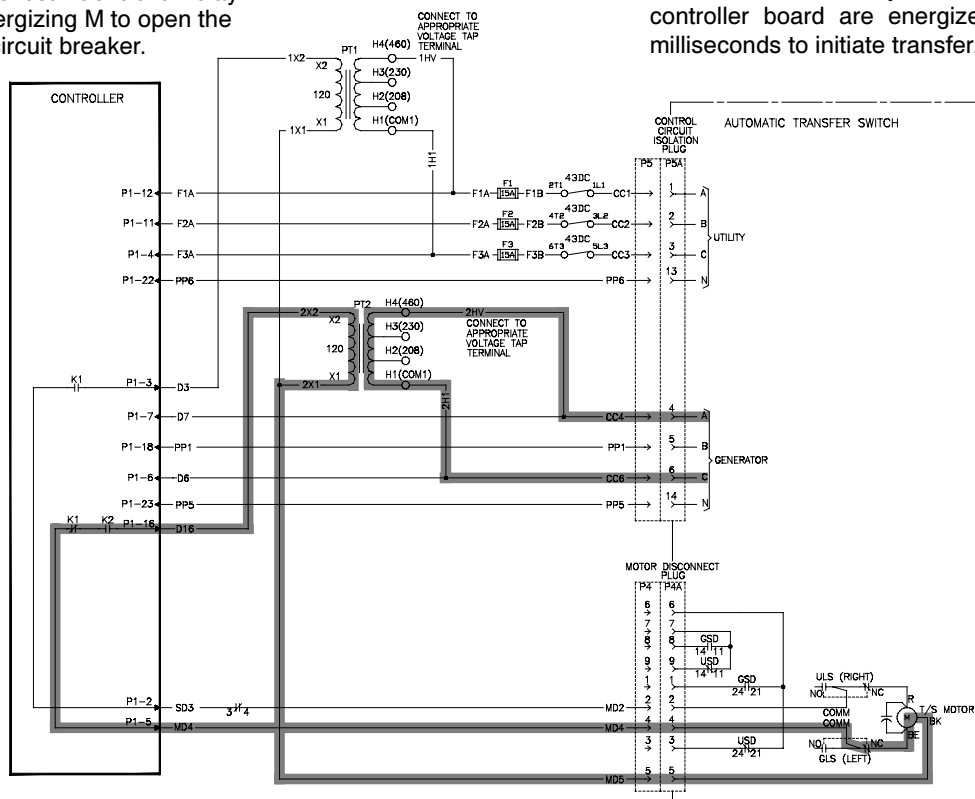 ergizing M to open the
circuit breaker.
controller board are energize
milliseconds to initiate transfer.
CONNECT TO
APPROPRIATE
VOLTAGE TAP
TERMINAL
PT1
H4(460)
1HV
1X2
X2
H3(230)
120
H2(208)
X1
H1(COM1)
1X1
1H1
CONTROLLER
CONTROL
CIRCUIT
ISOLATION
PLUG
AUTOMATIC TRANSFER SWITCH
P5
P5A
P1-12
F1A
F1A
F1
15A
F1B
2T1
43DC
1L1
CC1
1
A
P1-11
F2A
F2A
F2
15A
F2B
4T2
43DC
3L2
CC2
2
B
UTILITY
P1-4
F3A
F3A
F3
15A
F3B
6T3
43DC
5L3
CC3
3
C
P1-22
PP6
PP6
13
N
PT2
H4(460)
2X2
2HV
X2
H3(230)
CONNECT TO
APPROPRIATE
VOLTAGE TAP
TERMINAL
120
H2(208)
X1
H1(COM1)
2X1
2H1
K1
P1-3
D3
P1-7
D7
CC4
4
A
P1-18
PP1
PP1
5
B
GENERATOR
P1-6
D6
CC6
6
C
P1-23
PP5
PP5
14
N
K1
K2
P1-16
D16
MOTOR DISCONNECT
PLUG
P4
P4A
6
6
7
7
8
8
GSD
14 11
9
9
USD
14 11
1
1
GSD
24 21
ULS (RIGHT)
NO
NC
P1-2
SD3
3 4
MD2
2
2
COMM
R
T/S MOTOR
P1-5
MD4
MD4
4
4
COMM
M
BK
BE
3
3
USD
24 21
NO
NC
GLS (LEFT)
MD5
5
5